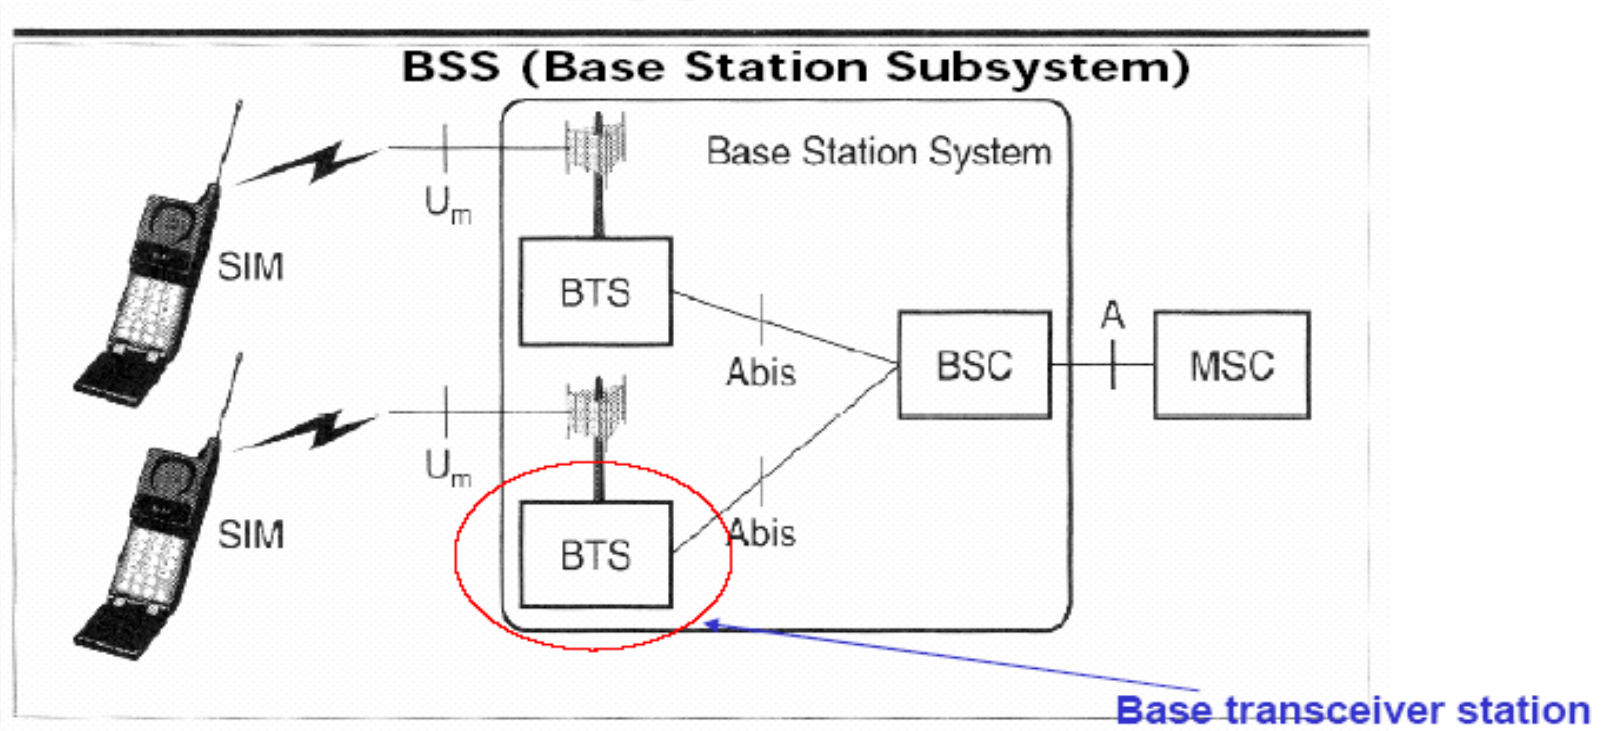 BSS (Base Station Subsystem)
Base Station System
Um
SIM
BTS
A
Abis
BSC
MSC
Um
SIM
BTS
Abis
Base transceiver station